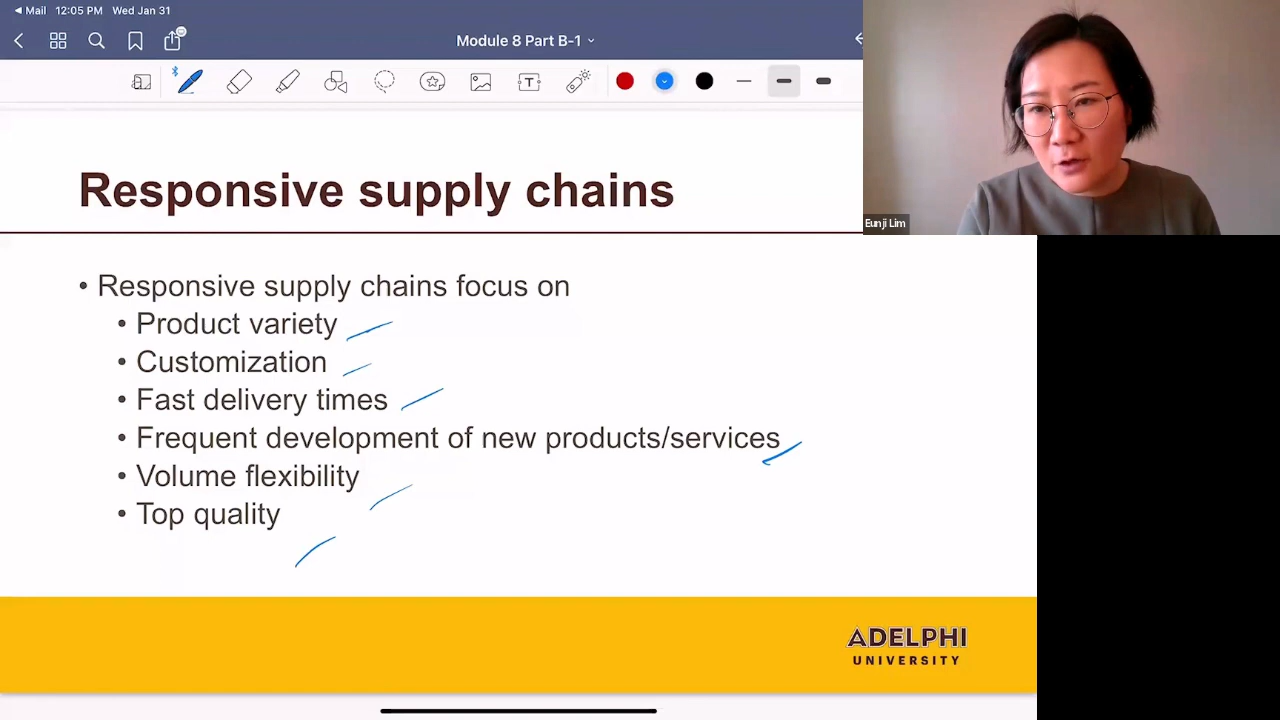 Mail 12:05 PM Wed Jan 31
Module 8 Part B-1
T
Responsive supply chains
Eunji Lim
• Responsive supply chains focus on
• Product variety
• Customization
• Fast delivery times
• Frequent development of new products/services
• Volume flexibility
• Top quality
ADELPHI
UNIVERSITY